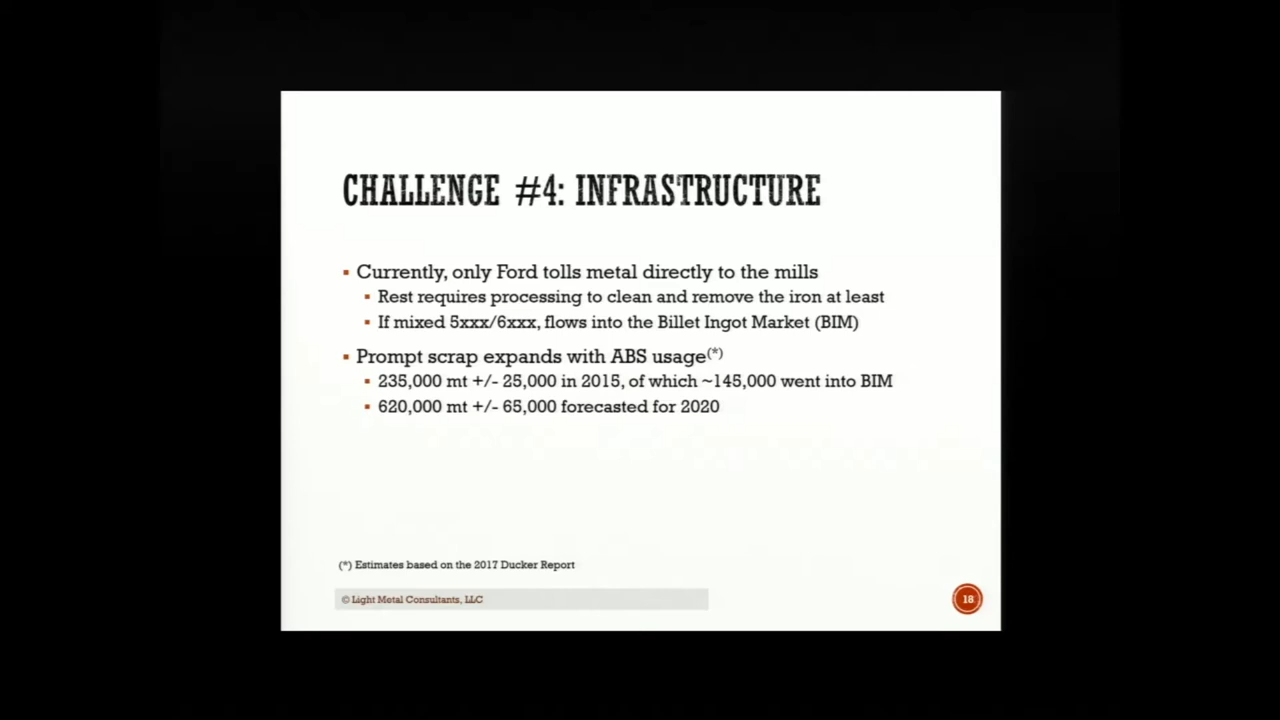 CHALLENGE #4: INFRASTRUCTURE
▪ Currently, only Ford tolls metal directly to the mills
▪ Rest requires processing to clean and remove the iron at least
▪ If mixed 5xxx/6xxx, flows into the Billet Ingot Market (BIM)
▪ Prompt scrap expands with ABS usage(*)
▪ 235,000 mt +/- 25,000 in 2015, of which ~145,000 went into BIM
▪ 620,000 mt +/- 65,000 forecasted for 2020
(*) Estimates based on the 2017 Ducker Report
© Light Metal Consultants, LLC
18